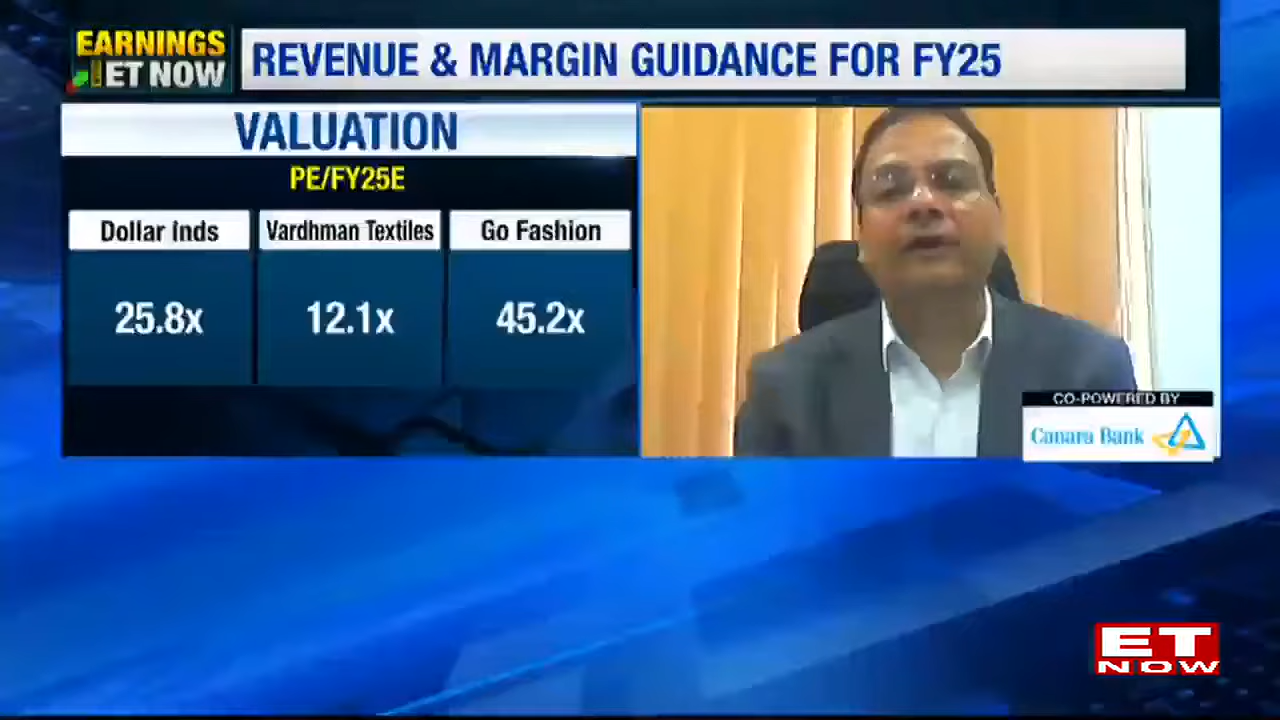 EARNINGS
ET NOW
REVENUE & MARGIN GUIDANCE FOR FY25
VALUATION
PE/FY25E
Dollar Inds
Vardhman Textiles
Go Fashion
25.8x
12.1x
45.2x
CO-POWERED BY
Canara Bank
ET
NOW